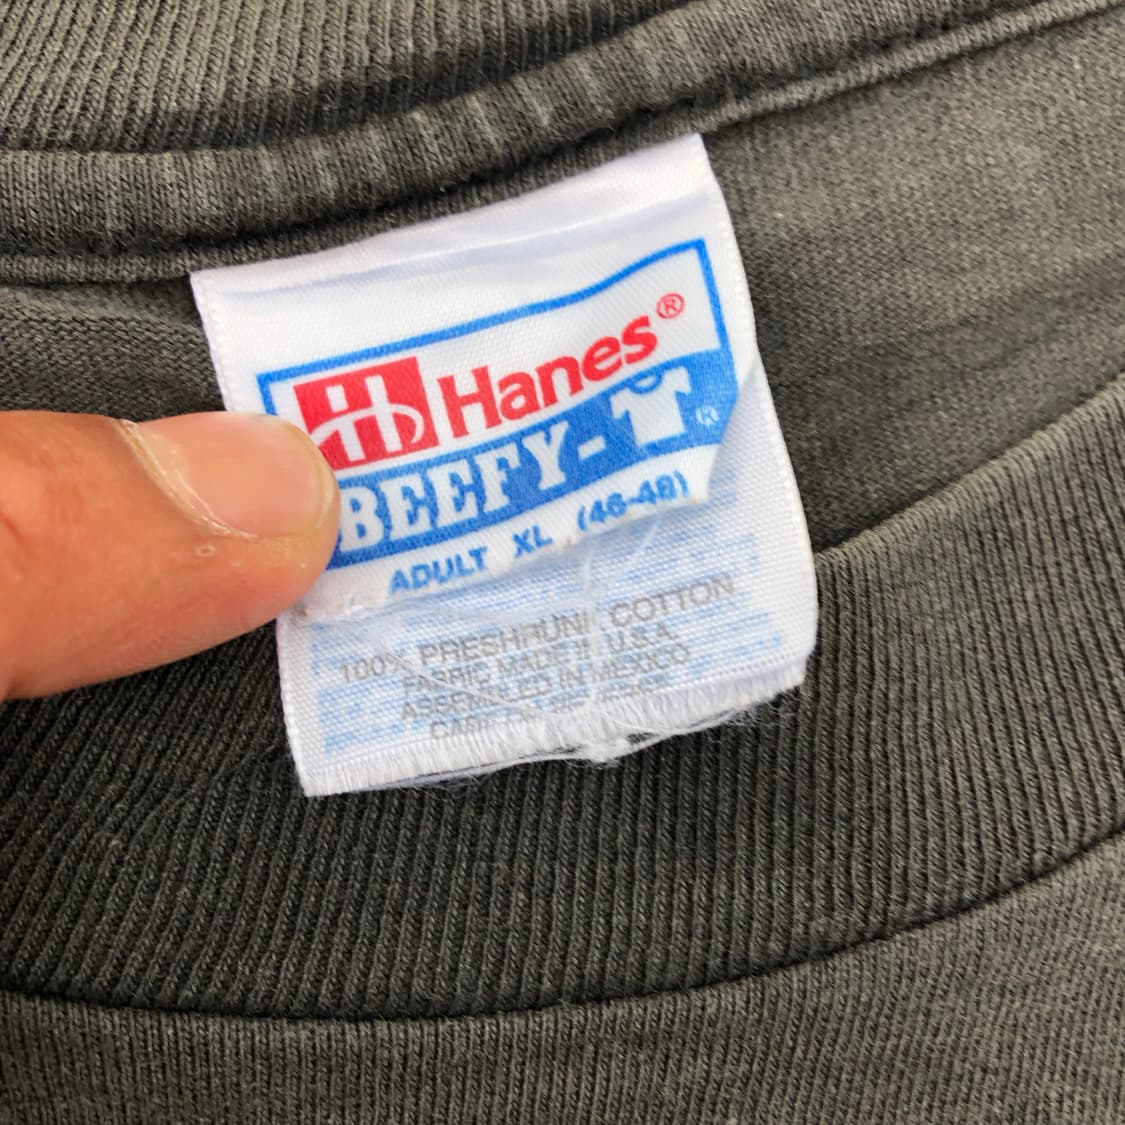 Hanes®
BEEFY-T®
ADULT XL (46-48)
100% PRESHRUNK COTTON
FABRIC MADE IN U.S.A.
ASSEMBLED IN MEXICO